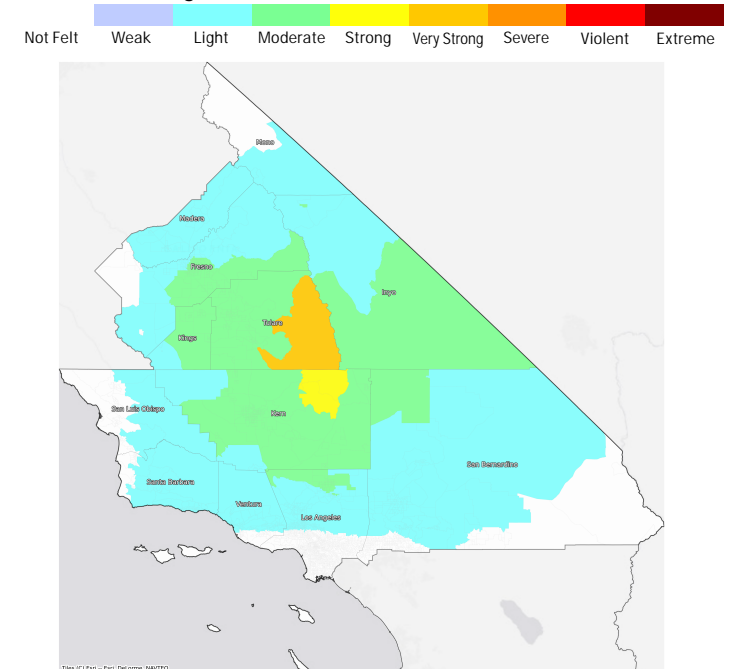 Not Felt Weak Light Moderate Strong Very Strong Severe Violent Extreme
Mono
Madera
Fresno
Inyo
Tulare
Kings
San Luis Obispo
Kern
San Bernardino
Santa Barbara
Ventura
Los Angeles